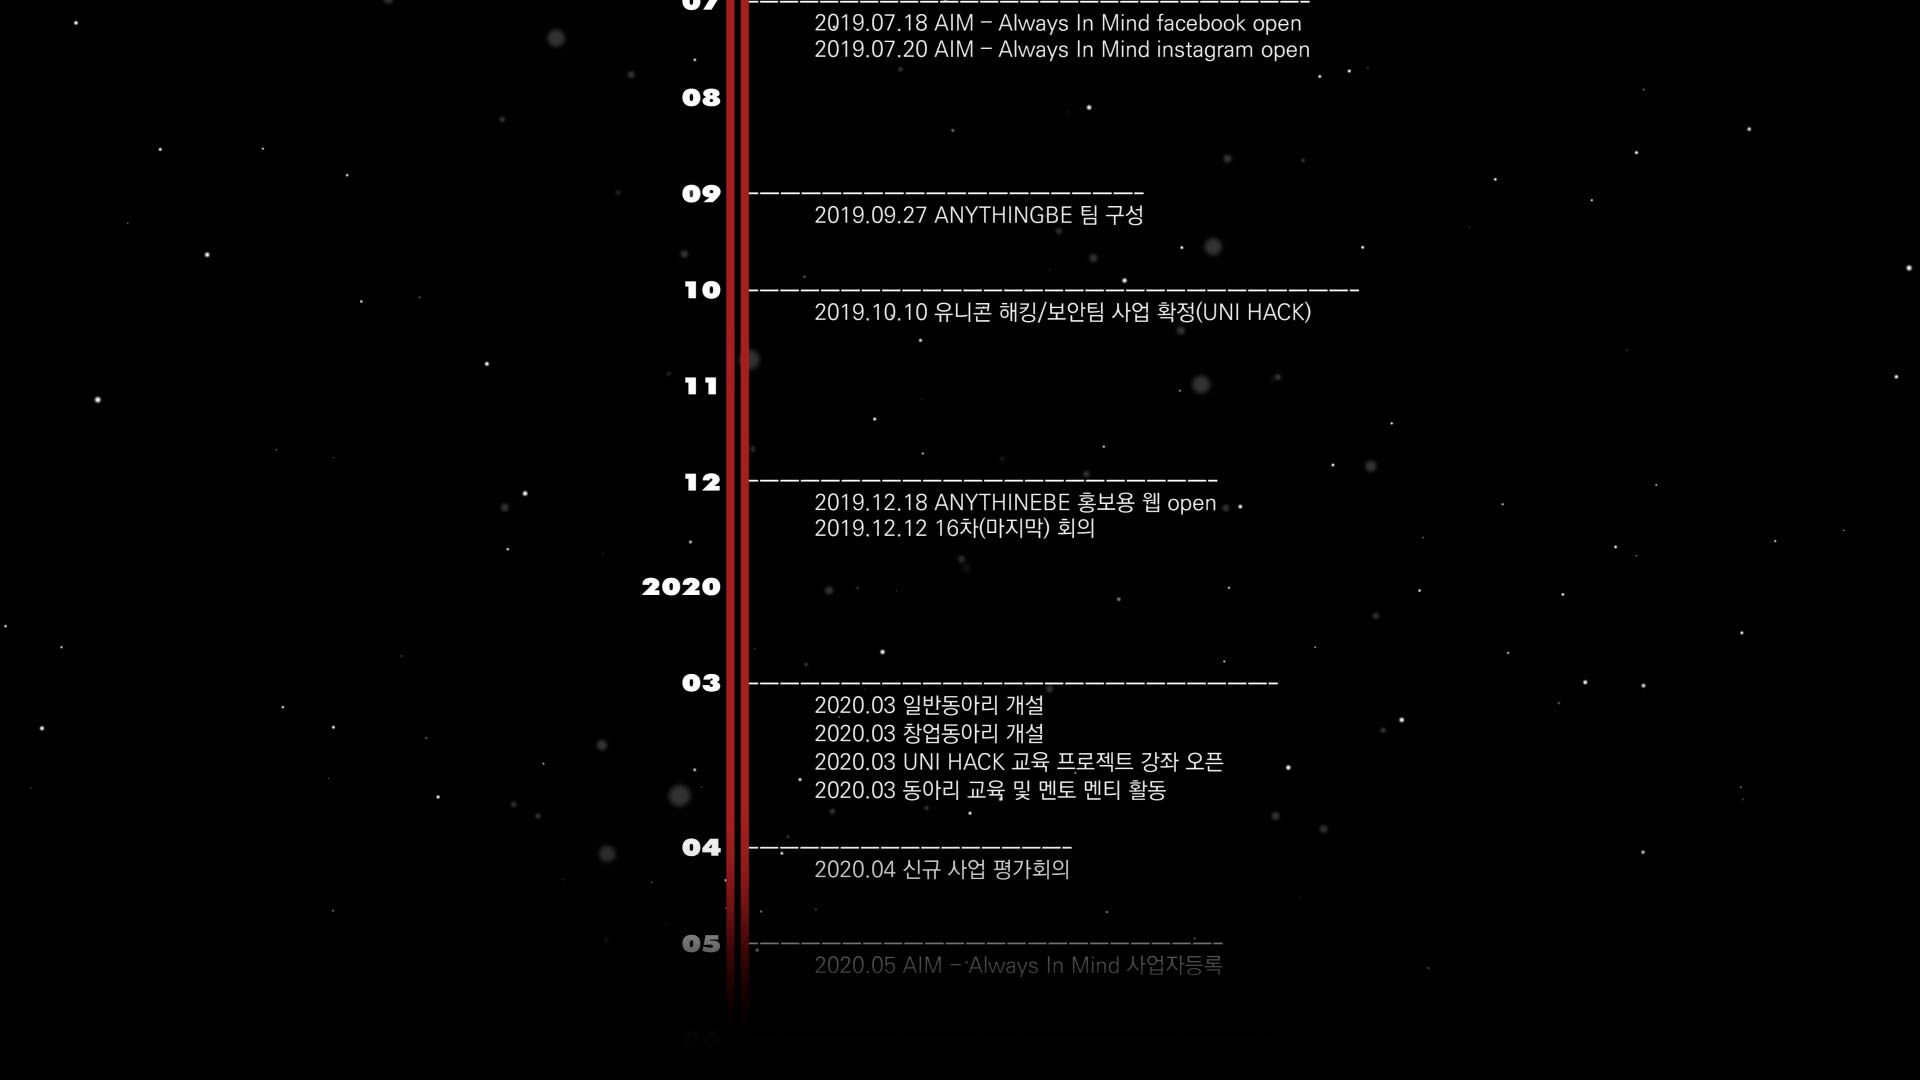 07
2019.07.18 AIM – Always In Mind facebook open
2019.07.20 AIM – Always In Mind instagram open
08
09
2019.09.27 ANYTHINGBE 팀 구성
10
2019.10.10 유니콘 해킹/보안팀 사업 확정(UNI HACK)
11
12
2019.12.18 ANYTHINEBE 홍보용 웹 open
2019.12.12 16차(마지막) 회의
2020
03
2020.03 일반동아리 개설
2020.03 창업동아리 개설
2020.03 UNI HACK 교육 프로젝트 강좌 오픈
2020.03 동아리 교육 및 멘토 멘티 활동
04
2020.04 신규 사업 평가회의
05
2020.05 AIM – Always In Mind 사업자등록